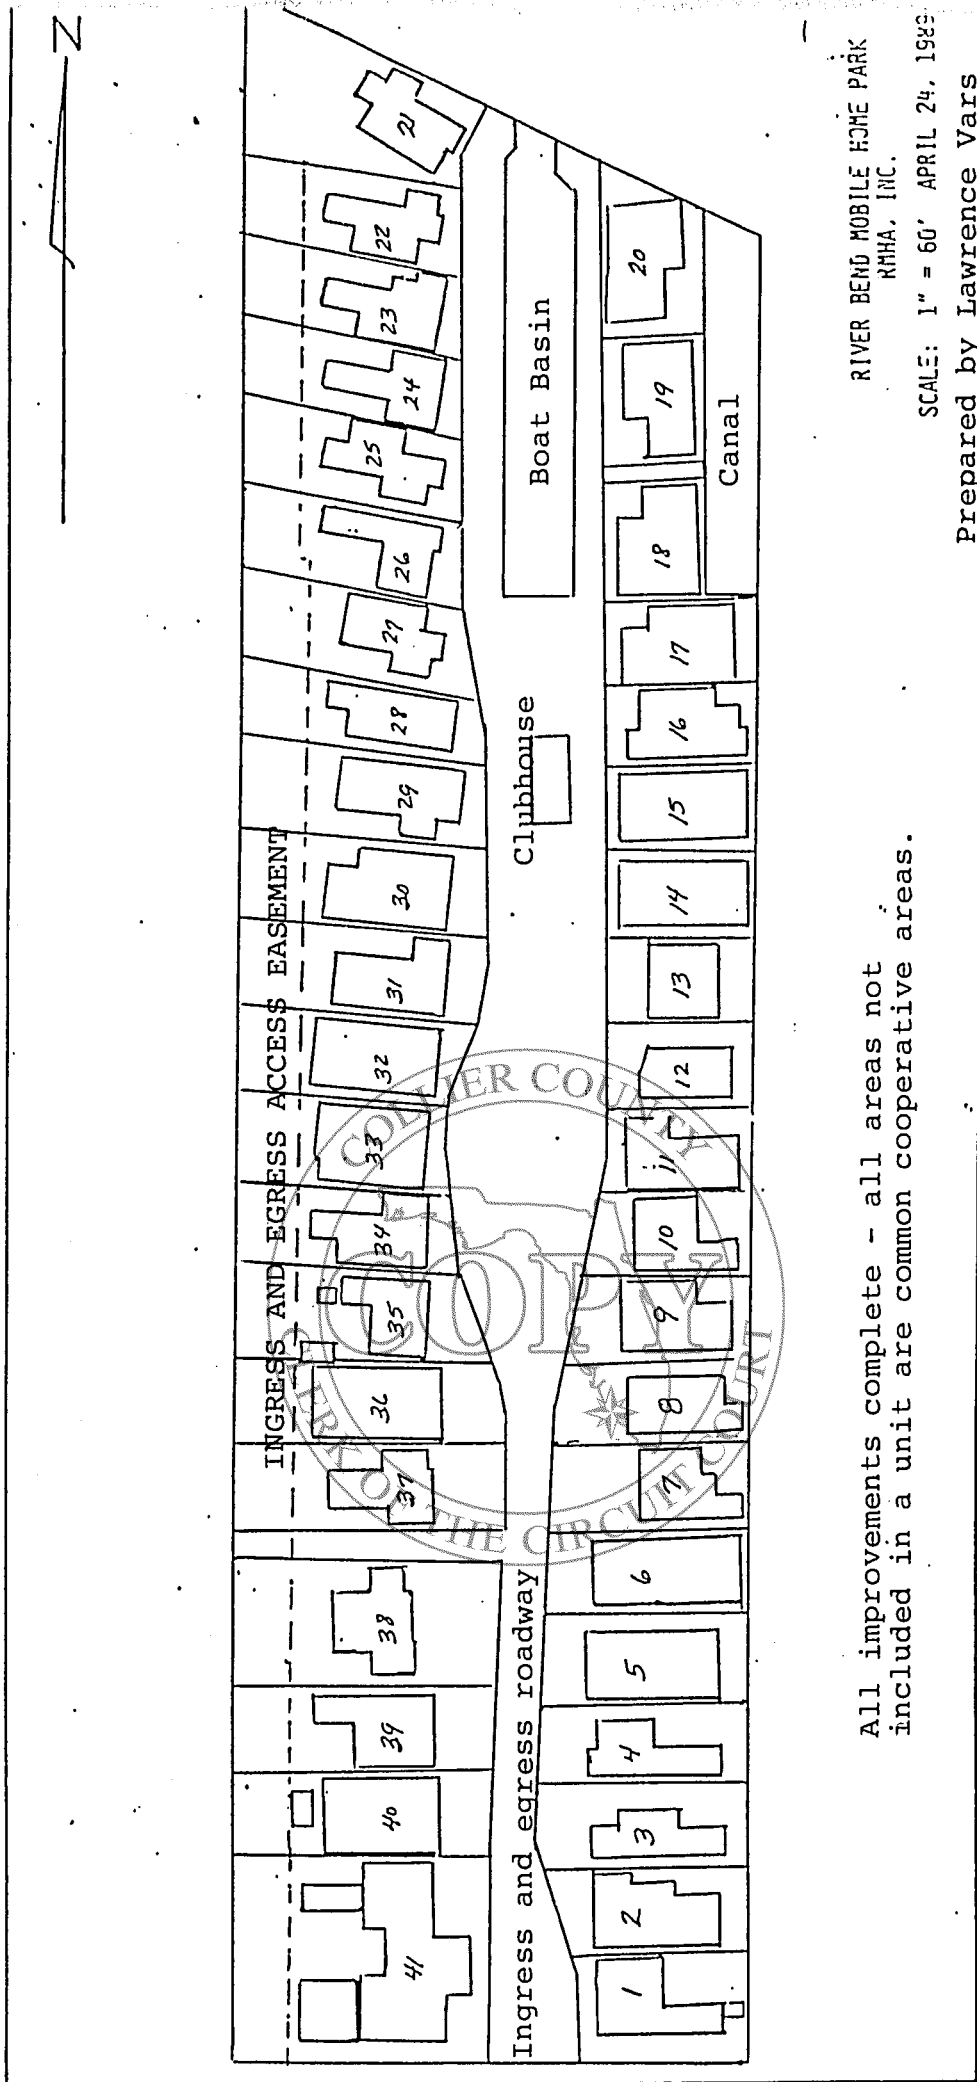 N
RIVER BEND MOBILE HOME PARK
RMHA, INC.
SCALE: 1" = 60' APRIL 24, 1989
Prepared by Lawrence Vars
INGRESS AND EGRESS ACCESS EASEMENT
41
40
39
38
37
36
35
34
33
32
31
30
29
28
27
26
25
24
23
22
21
Ingress and egress roadway
Clubhouse
Boat Basin
1
2
3
4
5
6
7
8
9
10
11
12
13
14
15
16
17
18
19
20
Canal
All improvements complete - all areas not
included in a unit are common cooperative areas.
COLLIER COUNTY
COPY
CLERK OF THE CIRCUIT COURT